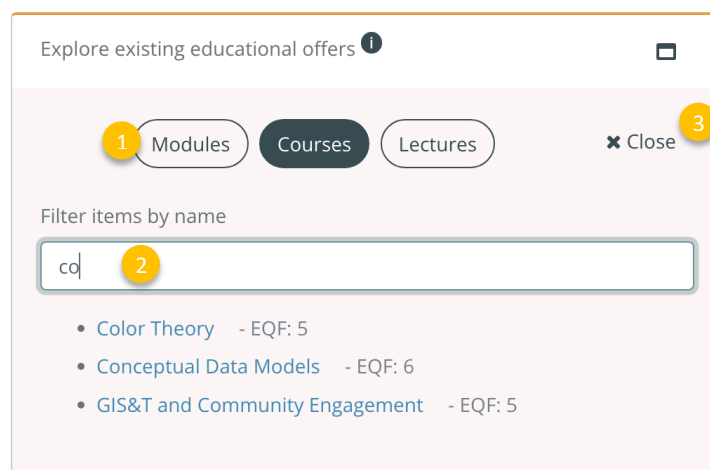 Explore existing educational offers i
1 Modules Courses Lectures ✖ Close 3
Filter items by name
co 2
• Color Theory - EQF: 5
• Conceptual Data Models - EQF: 6
• GIS&T and Community Engagement - EQF: 5